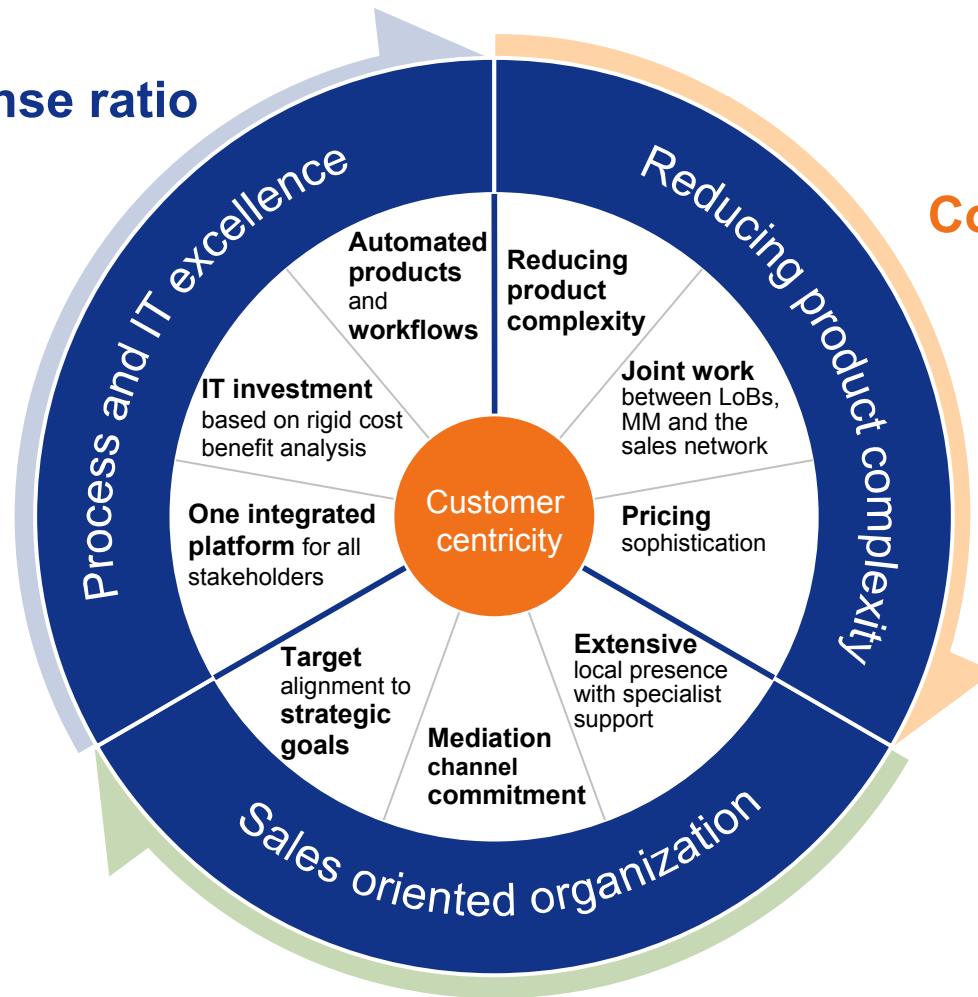 nse ratio
Co
Process and IT excellence
Reducing product complexity
Sales oriented organization
Automated
products
and
workflows
Reducing
product
complexity
IT investment
based on rigid cost
benefit analysis
Joint work
between LoBs,
MM and the
sales network
One integrated
platform for all
stakeholders
Customer
centricity
Pricing
sophistication
Target
alignment to
strategic
goals
Mediation
channel
commitment
Extensive
local presence
with specialist
support